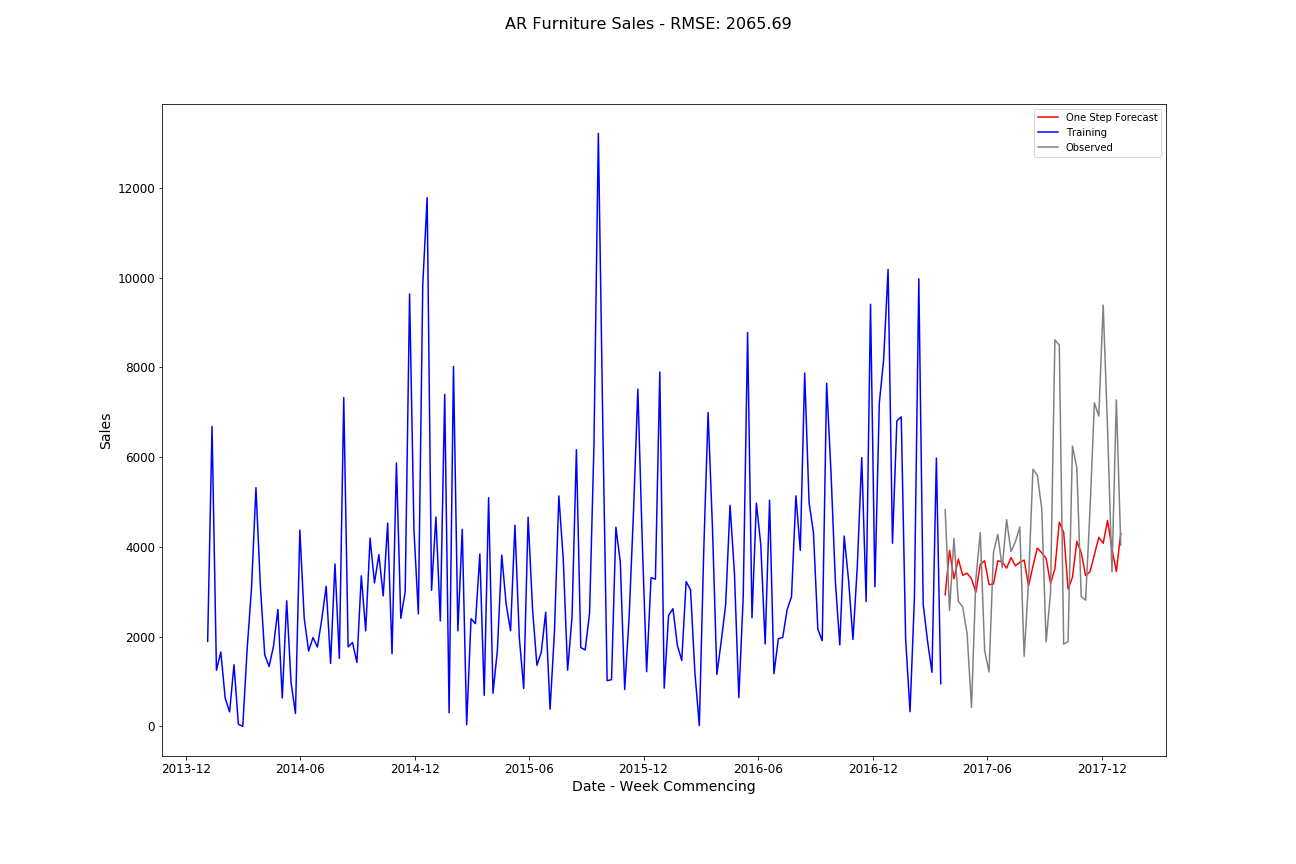 AR Furniture Sales - RMSE: 2065.69
One Step Forecast
Training
Observed
12000
10000
8000
6000
4000
2000
0
Sales
2013-12 2014-06 2014-12 2015-06 2015-12 2016-06 2016-12 2017-06 2017-12
Date - Week Commencing